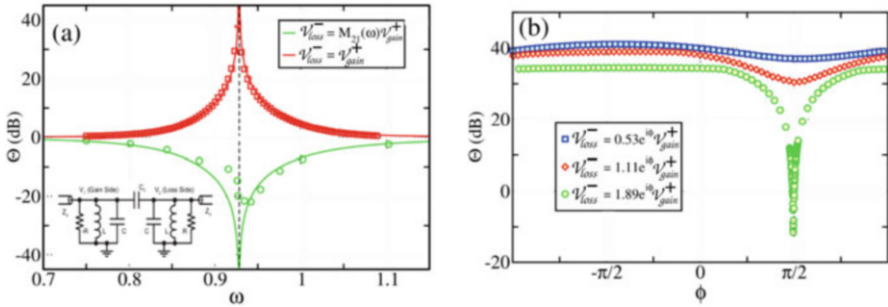 (a)
Θ (dB)
40
20
0
-20
-40
V⁻loss = M₂₁(ω)V⁺gain
V⁻loss = V⁺gain
V₁ (Gain Side)
V₂ (Loss Side)
R
L
C
C
L
R
0.7
0.8
0.9
1
1.1
ω
(b)
Θ (dB)
60
40
20
0
-20
V⁻loss = 0.53e^iϕ V⁺gain
V⁻loss = 1.11e^iϕ V⁺gain
V⁻loss = 1.89e^iϕ V⁺gain
-π/2
0
π/2
ϕ